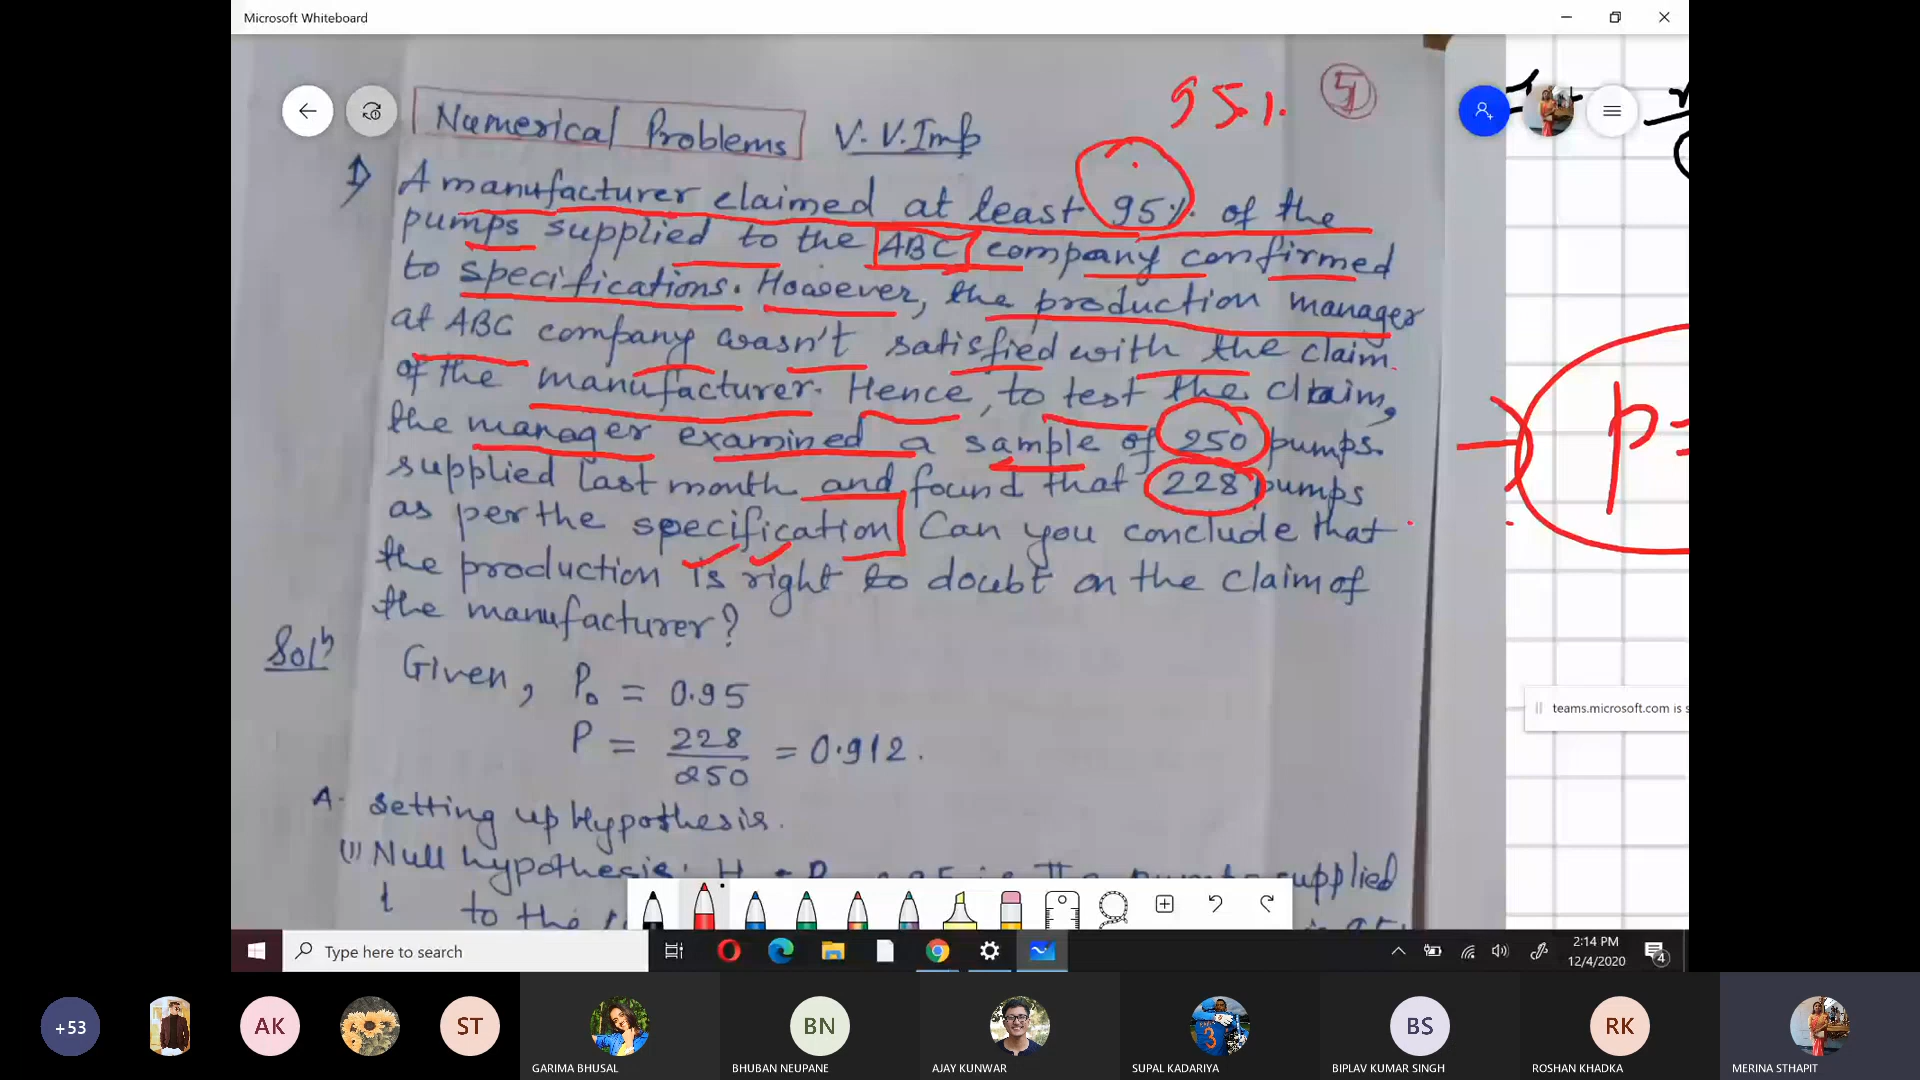 Microsoft Whiteboard
95%.
5
Numerical Problems V.V.Imp
1) A manufacturer claimed at least 95% of the
pumps supplied to the ABC company confirmed
to specifications. However, the production manager
at ABC company wasn't satisfied with the claim
of the manufacturer. Hence, to test the claim,
the manager examined a sample of 250 pumps
supplied last month and found that 228 pumps
as per the specification. Can you conclude that
the production is right to doubt on the claim of
the manufacturer?
Solⁿ
Given, P₀ = 0.95
P = 228/250 = 0.912.
A. Setting up Hypothesis.
(i) Null hypothesis: supplied
to the
P=
teams.microsoft.com is s
Type here to search
2:14 PM
12/4/2020
4
+53
AK
ST
BN
BS
RK
GARIMA BHUSAL
BHUBAN NEUPANE
AJAY KUNWAR
SUPAL KADARIYA
BIPLAV KUMAR SINGH
ROSHAN KHADKA
MERINA STHAPIT